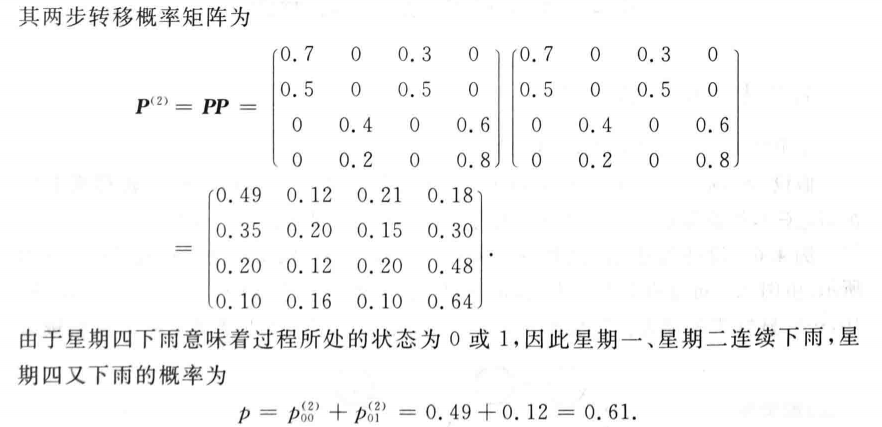 其两步转移概率矩阵为
P^{(2)} = PP = \begin{pmatrix} 0.7 & 0 & 0.3 & 0 \\ 0.5 & 0 & 0.5 & 0 \\ 0 & 0.4 & 0 & 0.6 \\ 0 & 0.2 & 0 & 0.8 \end{pmatrix} \begin{pmatrix} 0.7 & 0 & 0.3 & 0 \\ 0.5 & 0 & 0.5 & 0 \\ 0 & 0.4 & 0 & 0.6 \\ 0 & 0.2 & 0 & 0.8 \end{pmatrix}
= \begin{pmatrix} 0.49 & 0.12 & 0.21 & 0.18 \\ 0.35 & 0.20 & 0.15 & 0.30 \\ 0.20 & 0.12 & 0.20 & 0.48 \\ 0.10 & 0.16 & 0.10 & 0.64 \end{pmatrix}.
由于星期四下雨意味着过程所处的状态为 0 或 1,因此星期一、星期二连续下雨,星
期四又下雨的概率为
p = p_{00}^{(2)} + p_{01}^{(2)} = 0.49 + 0.12 = 0.61.